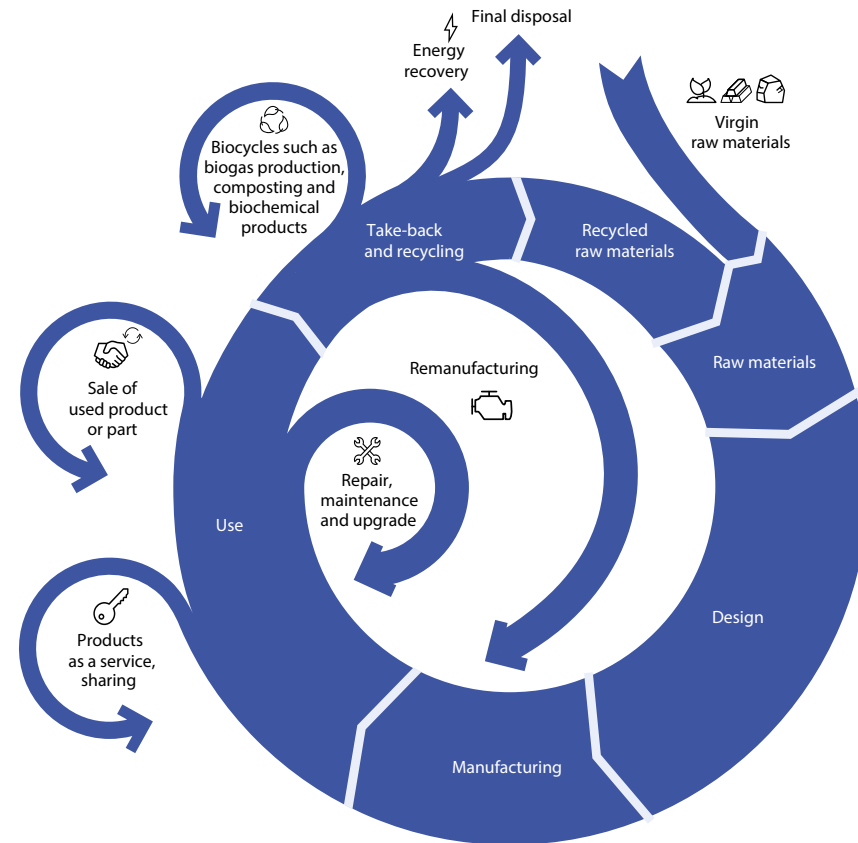 Final disposal
Energy
recovery
Virgin
raw materials
Biocycles such as
biogas production,
composting and
biochemical
products
Take-back
and recycling
Recycled
raw materials
Raw materials
Remanufacturing
Sale of
used product
or part
Repair,
maintenance
and upgrade
Use
Design
Products
as a service,
sharing
Manufacturing